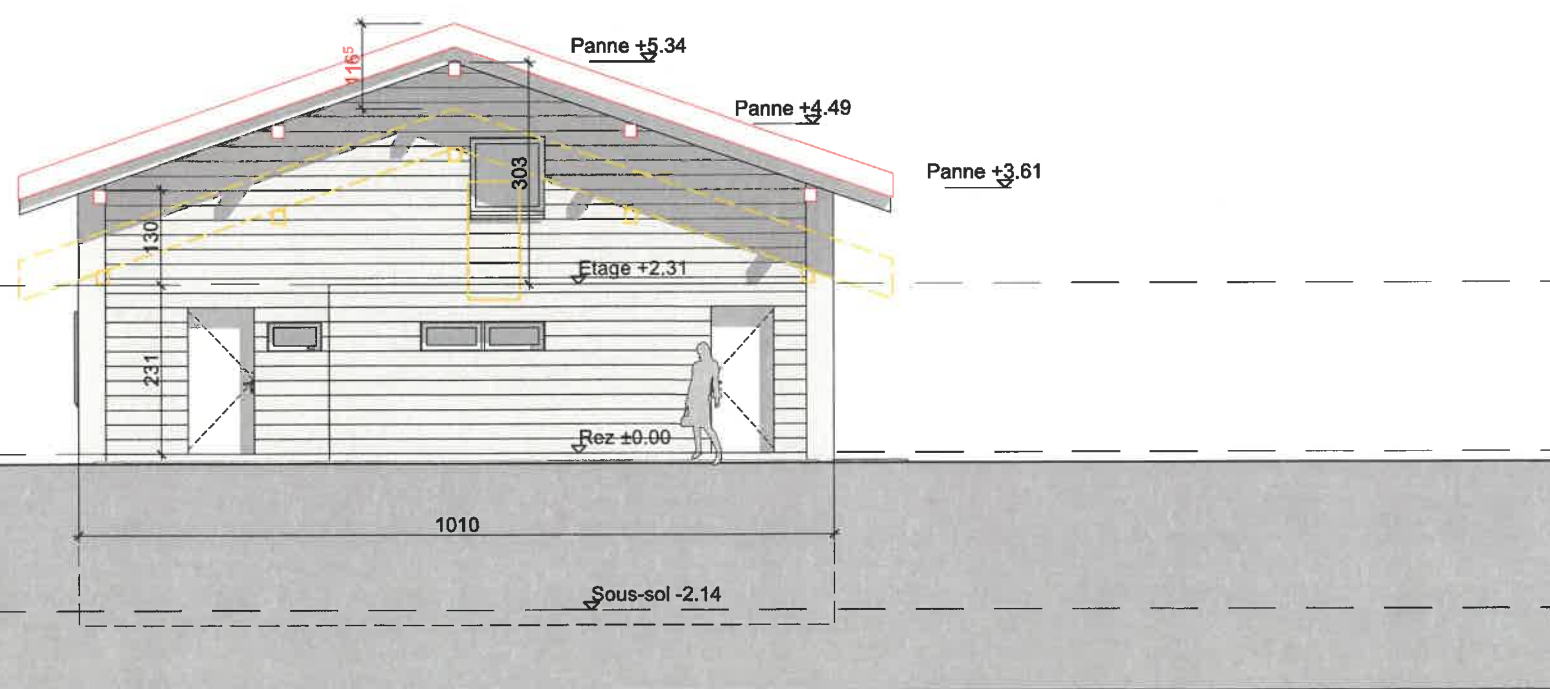 Panne +5.34
116⁵
Panne +4.49
303
Panne +3.61
130
Etage +2.31
231
Rez ±0.00
1010
Sous-sol -2.14